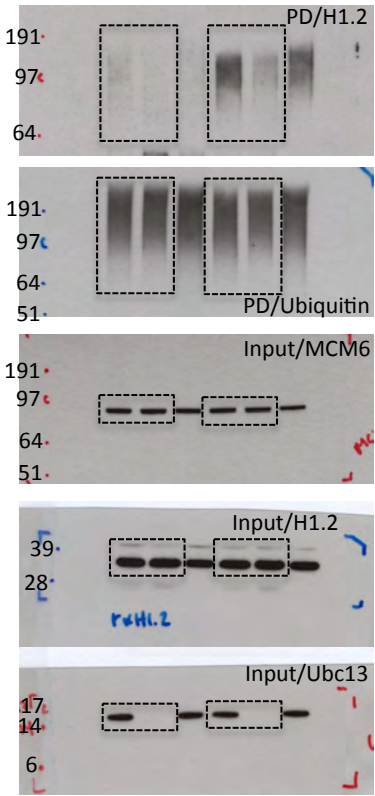 PD/H1.2
191
97
64
191
97
64
51
PD/Ubiquitin
Input/MCM6
191
97
64
51
Input/H1.2
39
28
rxH1.2
Input/Ubc13
17
14
6